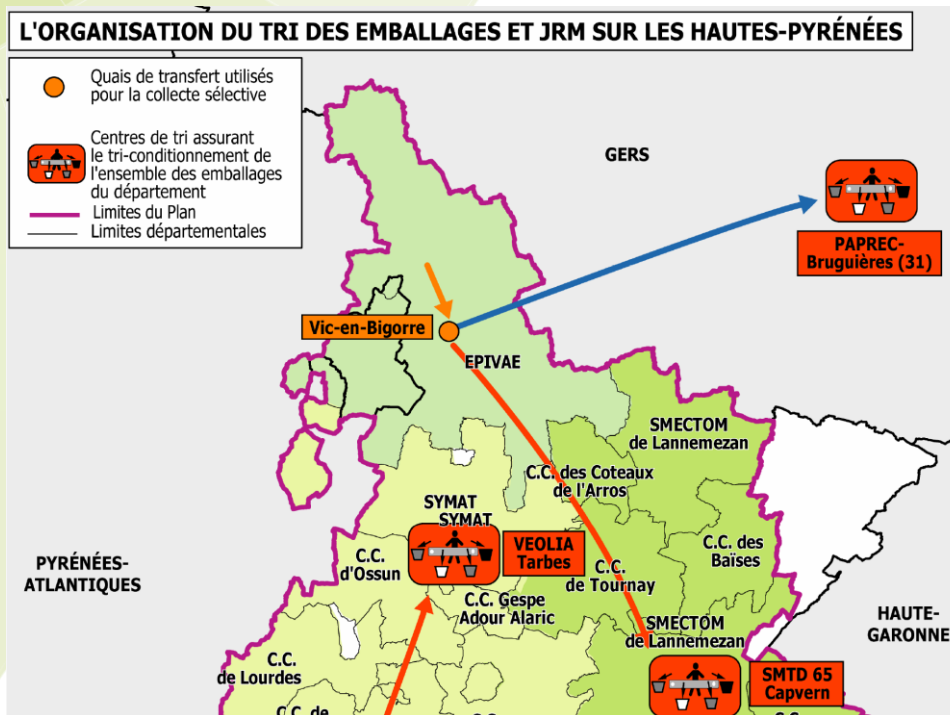 L'ORGANISATION DU TRI DES EMBALLAGES ET JRM SUR LES HAUTES-PYRÉNÉES
Quais de transfert utilisés
pour la collecte sélective
Centres de tri assurant
le tri-conditionnement de
l'ensemble des emballages
du département
Limites du Plan
Limites départementales
GERS
PAPREC-
Bruguières (31)
Vic-en-Bigorre
EPIVAE
SMECTOM
de Lannemezan
C.C. des Coteaux
de l'Arros
SYMAT
SYMAT
VEOLIA
Tarbes
C.C. des
Baïses
PYRÉNÉES-
ATLANTIQUES
C.C.
d'Ossun
C.C.
de Tournay
C.C. Gespe
Adour Alaric
HAUTE-
GARONNE
SMECTOM
de Lannemezan
C.C.
de Lourdes
SMTD 65
Capvern
C.C. de